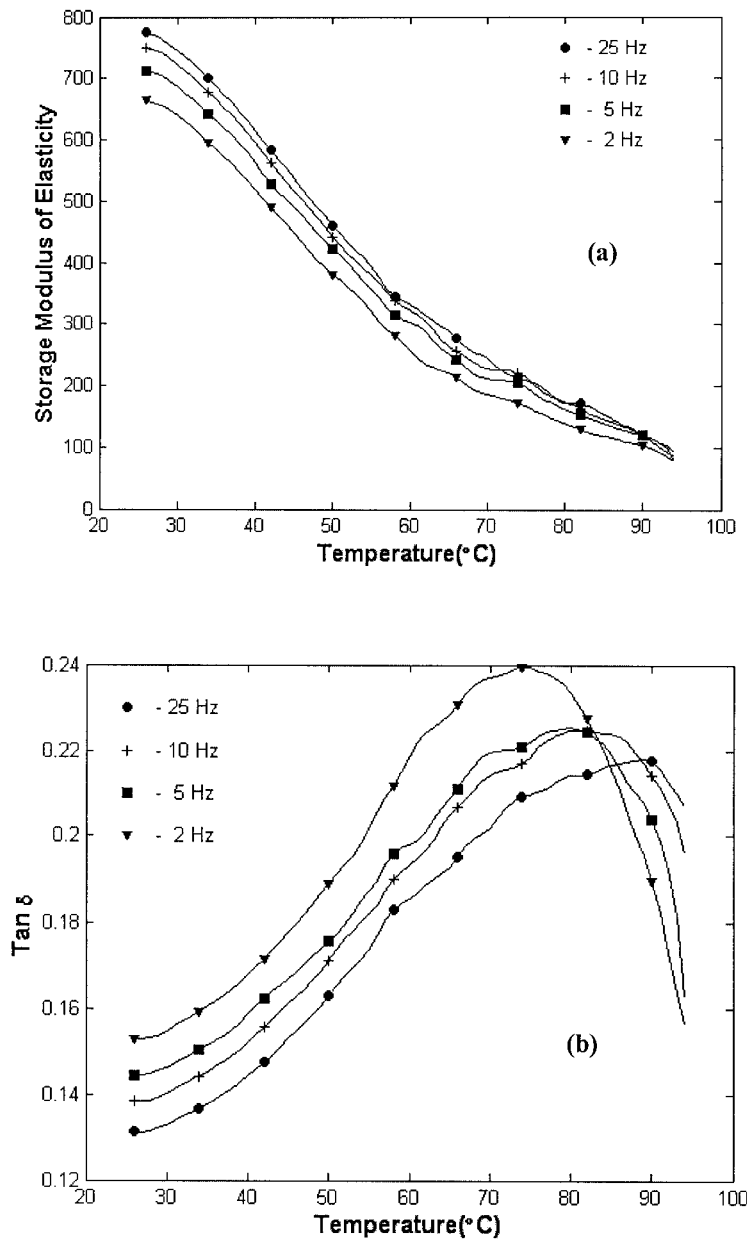 800
700
600
500
400
300
200
100
0
Storage Modulus of Elasticity
- 25 Hz
- 10 Hz
- 5 Hz
- 2 Hz
(a)
20 30 40 50 60 70 80 90 100
Temperature(°C)
0.24
0.22
0.2
0.18
0.16
0.14
0.12
Tan δ
- 25 Hz
- 10 Hz
- 5 Hz
- 2 Hz
(b)
20 30 40 50 60 70 80 90 100
Temperature(°C)